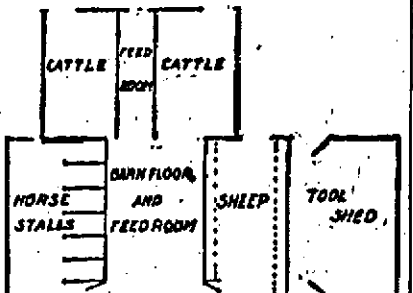 CATTLE
FEED ROOM
CATTLE
HORSE STALLS
BARN FLOOR
AND
FEED ROOM
SHEEP
TOOL SHED